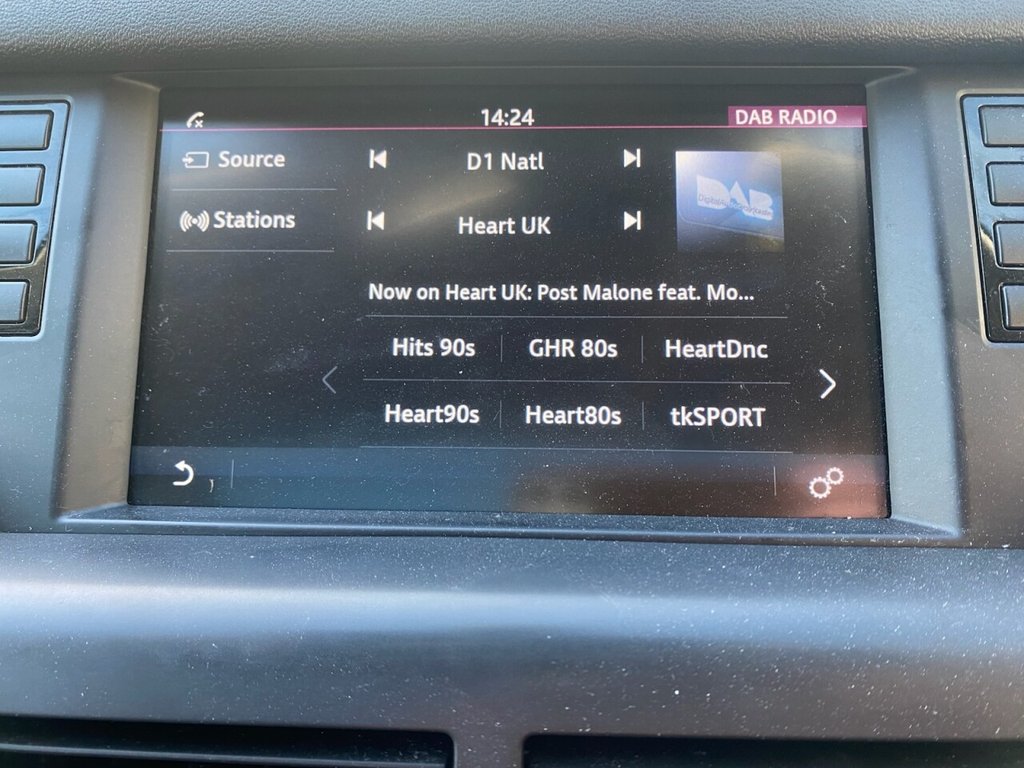 14:24 DAB RADIO
Source D1 Natl
DAB
Stations Heart UK
Now on Heart UK: Post Malone feat. Mo...
Hits 90s GHR 80s HeartDnc
Heart90s Heart80s tkSPORT